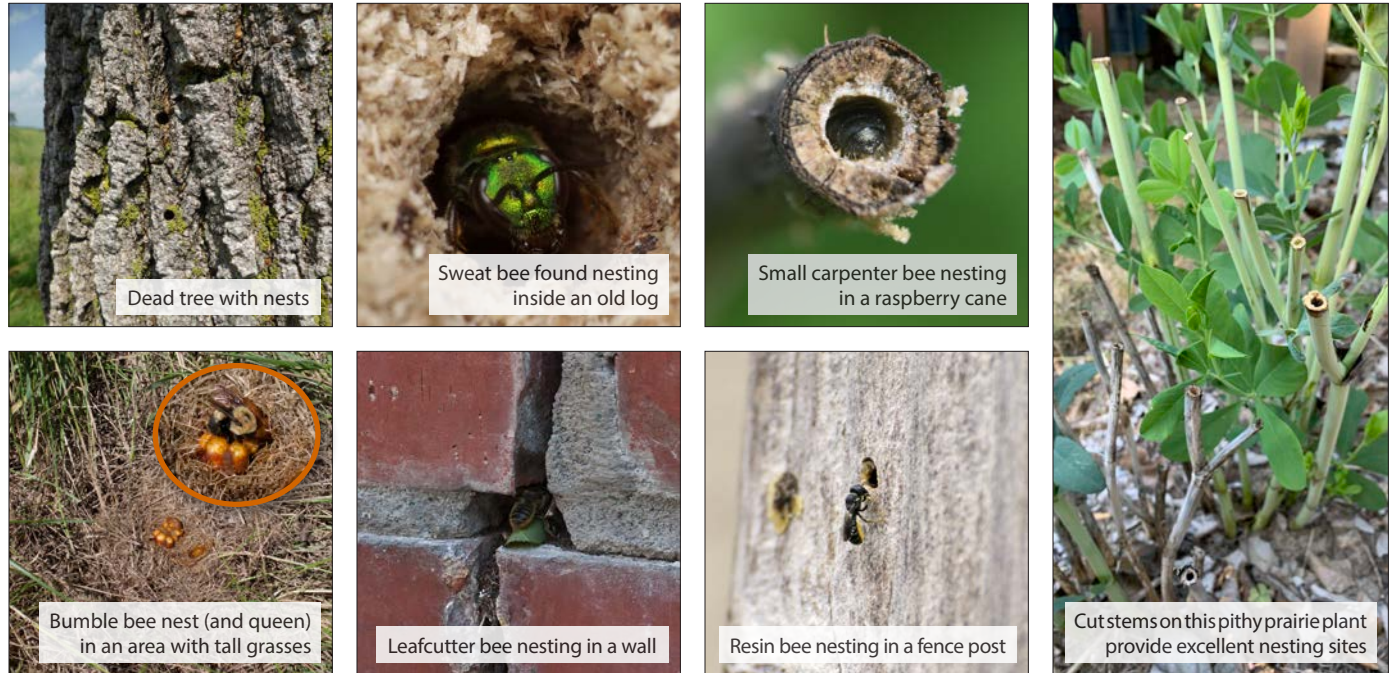 Dead tree with nests
Sweat bee found nesting
inside an old log
Small carpenter bee nesting
in a raspberry cane
Bumble bee nest (and queen)
in an area with tall grasses
Leafcutter bee nesting in a wall
Resin bee nesting in a fence post
Cut stems on this pithy prairie plant
provide excellent nesting sites